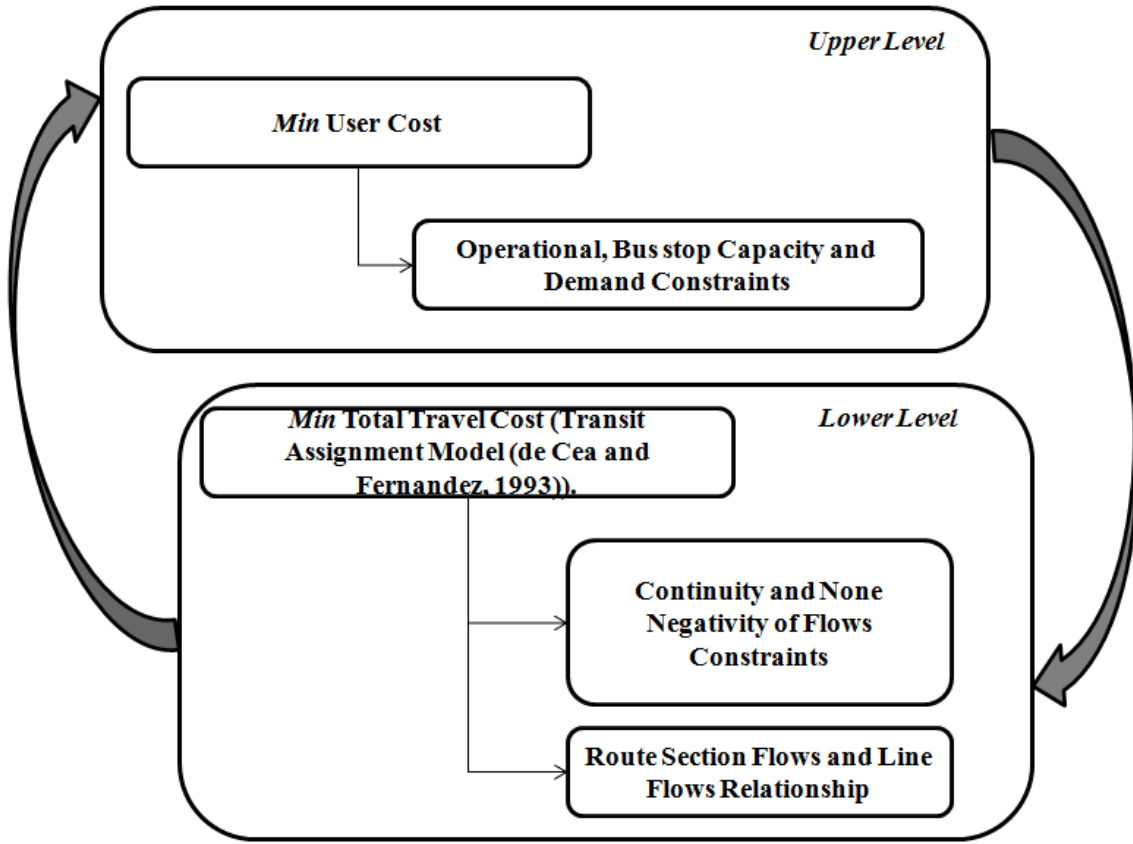 Upper Level
Min User Cost
Operational, Bus stop Capacity and
Demand Constraints
Min Total Travel Cost (Transit
Assignment Model (de Cea and
Fernandez, 1993)).
Lower Level
Continuity and None
Negativity of Flows
Constraints
Route Section Flows and Line
Flows Relationship